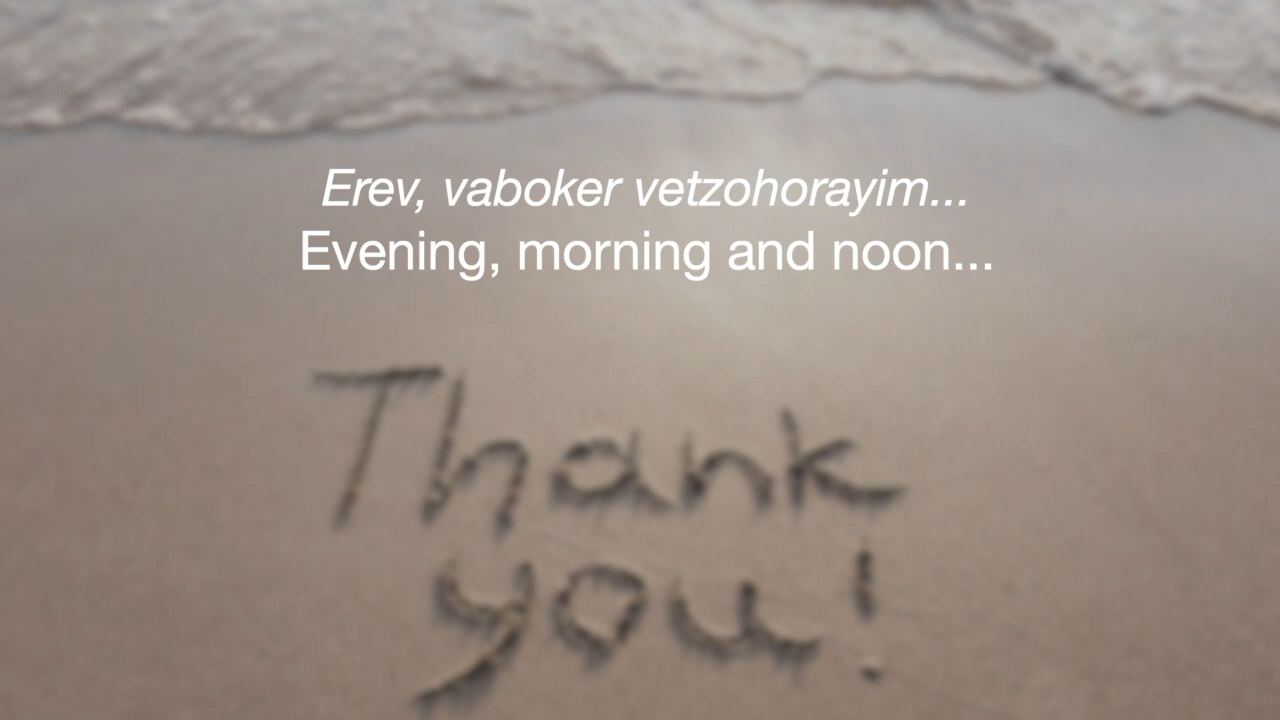 Erev, vaboker vetzohorayim...
Evening, morning and noon...
Thank
you!